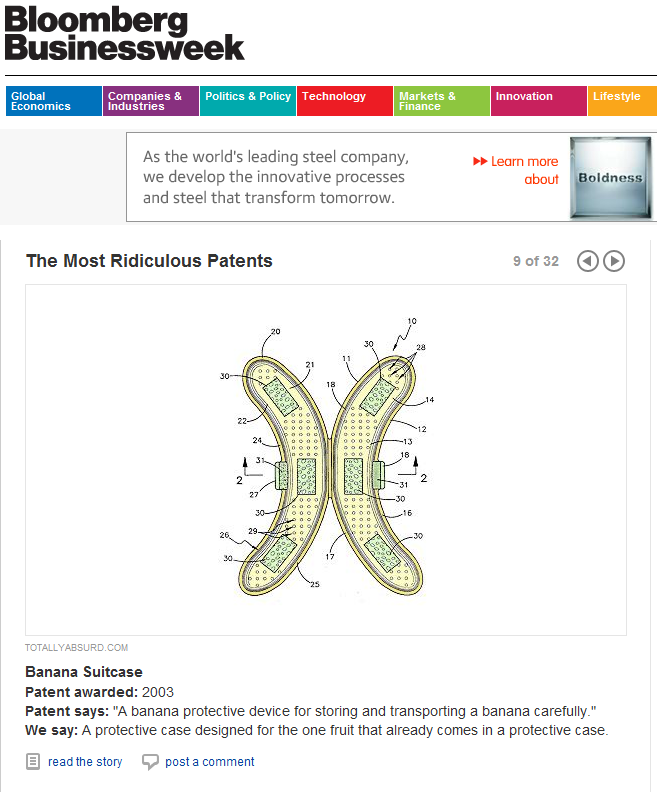 Bloomberg
Businessweek
Global Economics
Companies & Industries
Politics & Policy
Technology
Markets & Finance
Innovation
Lifestyle
As the world's leading steel company,
we develop the innovative processes
and steel that transform tomorrow.
Learn more
about
Boldness
The Most Ridiculous Patents
9 of 32
10
20
30
28
21
11
30
18
14
22
12
24
13
31
18
2
2
27
31
30
30
29
16
26
30
30
17
25
TOTALLYABSURD.COM
Banana Suitcase
Patent awarded: 2003
Patent says: "A banana protective device for storing and transporting a banana carefully."
We say: A protective case designed for the one fruit that already comes in a protective case.
read the story
post a comment